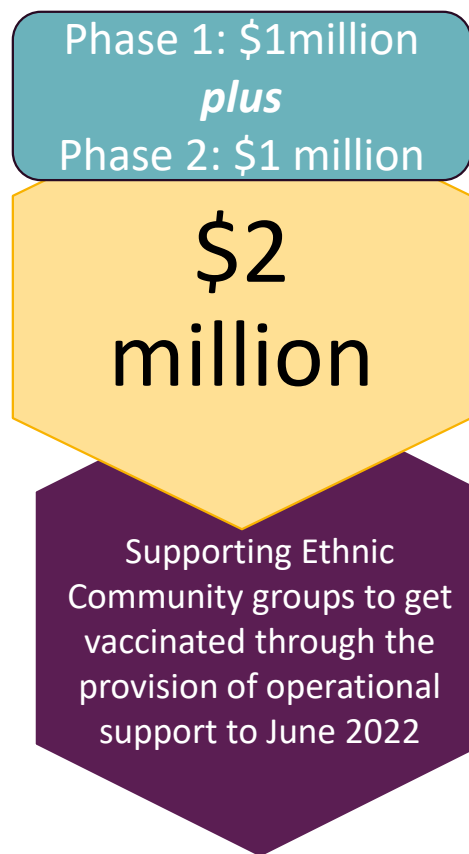 Phase 1: $1million
plus
Phase 2: $1 million
$2
million
Supporting Ethnic
Community groups to get
vaccinated through the
provision of operational
support to June 2022